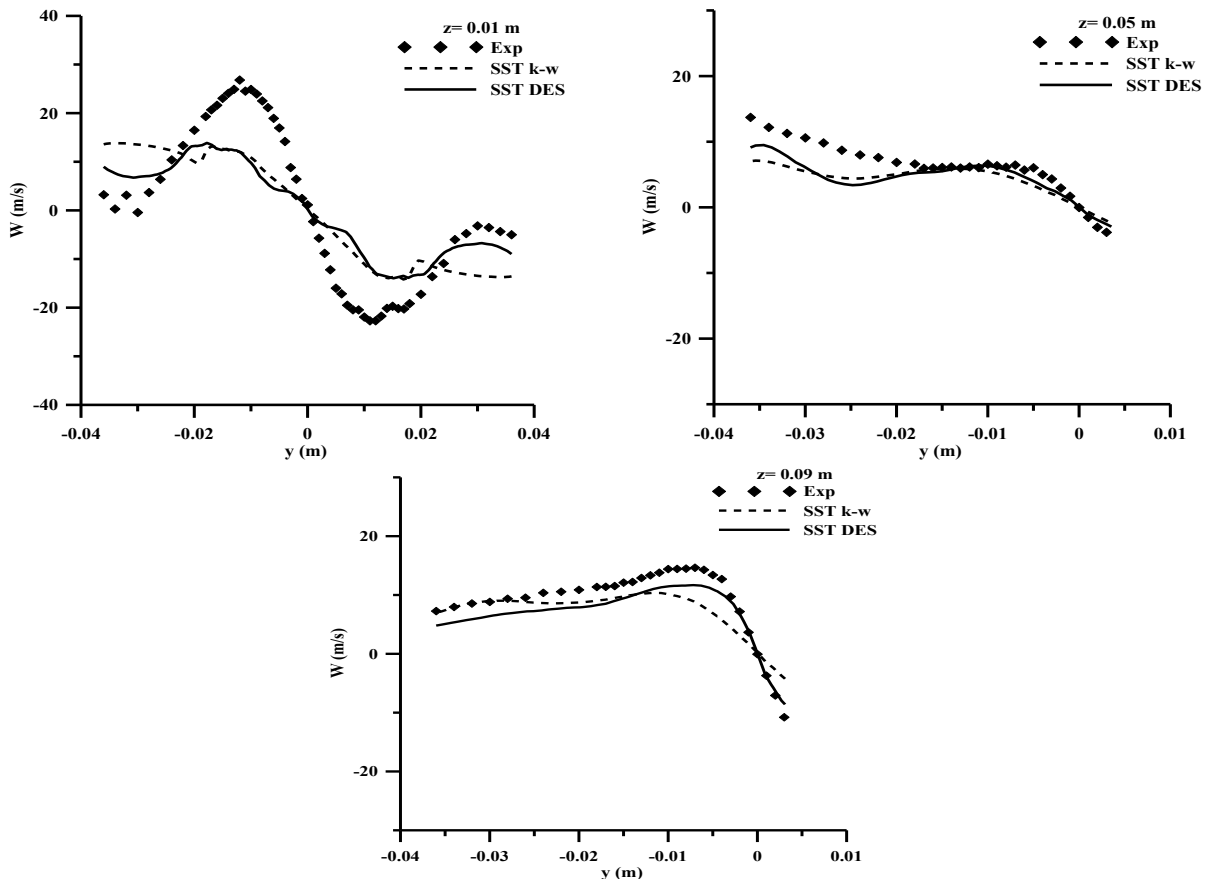 z= 0.01 m
Exp
SST k-w
SST DES
40
20
0
-20
-40
W (m/s)
-0.04 -0.02 0 0.02 0.04
y (m)
z= 0.05 m
Exp
SST k-w
SST DES
20
0
-20
W (m/s)
-0.04 -0.03 -0.02 -0.01 0 0.01
y (m)
z= 0.09 m
Exp
SST k-w
SST DES
20
0
-20
W (m/s)
-0.04 -0.03 -0.02 -0.01 0 0.01
y (m)